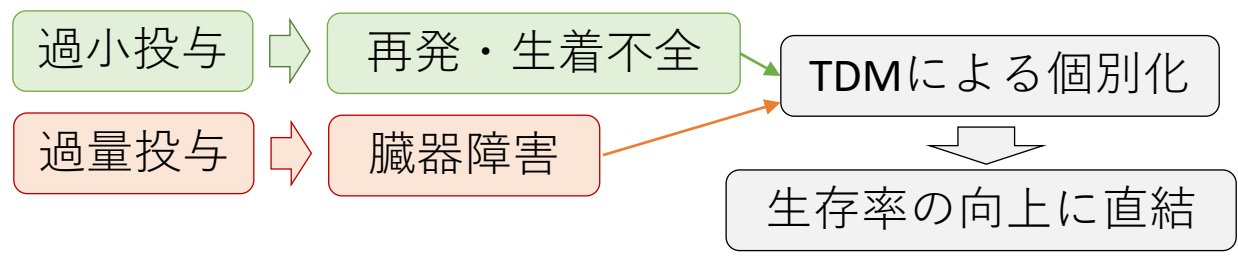 過小投与
再発・生着不全
過量投与
臓器障害
TDMによる個別化
生存率の向上に直結